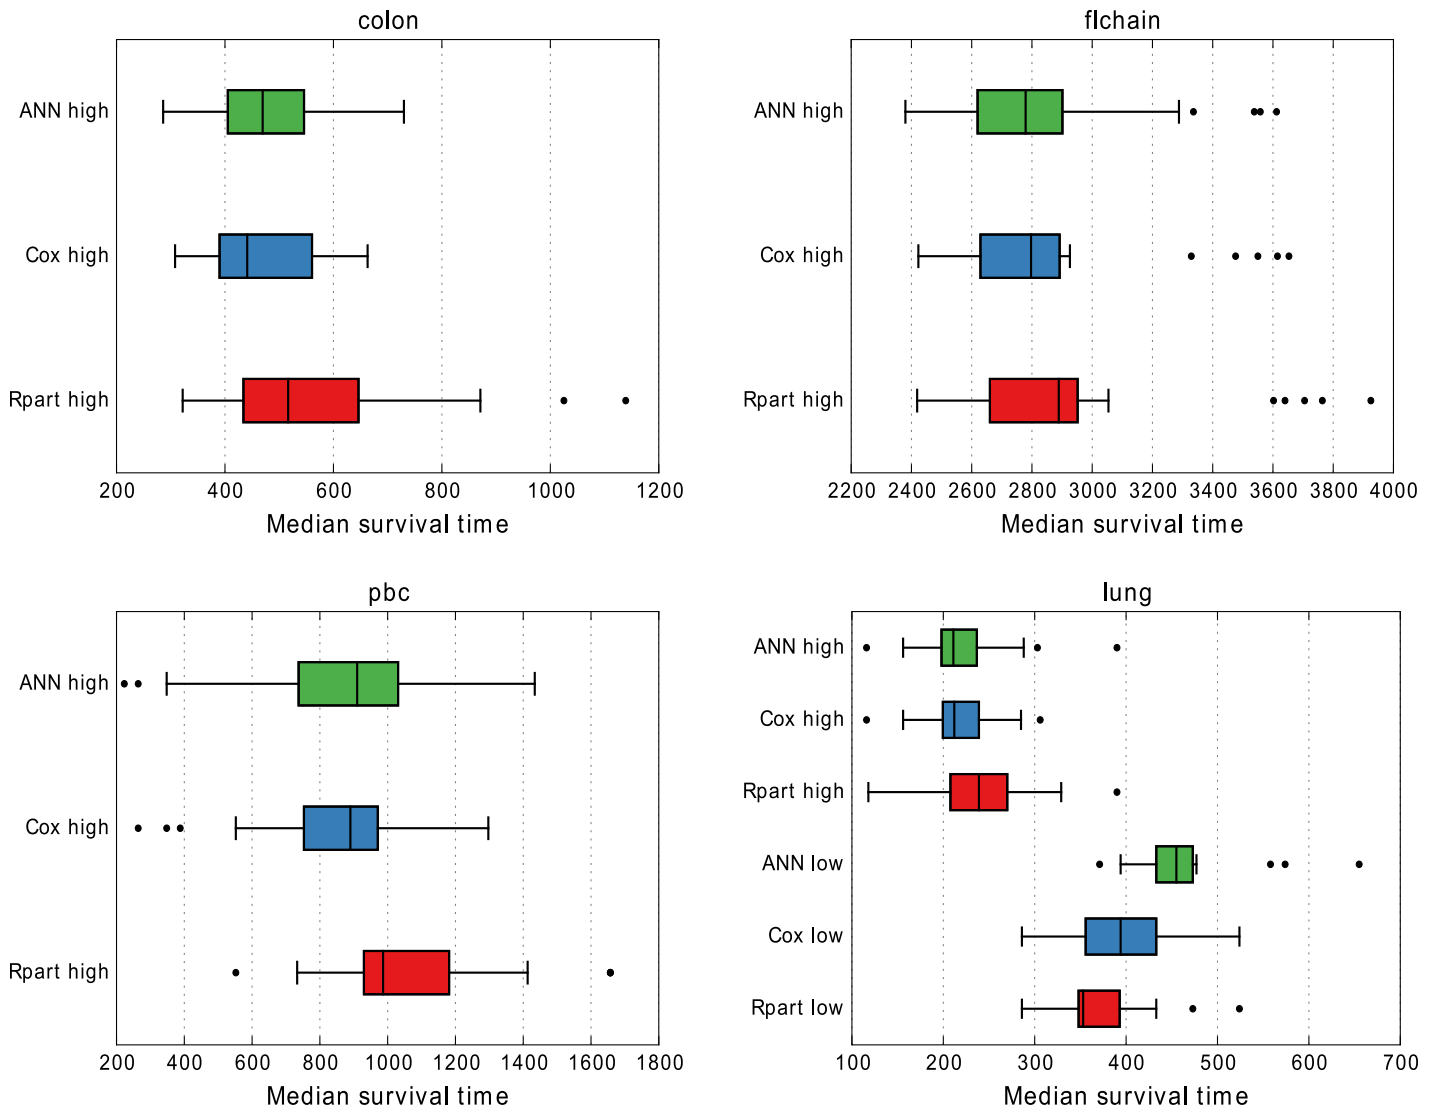 colon
ANN high
Cox high
Rpart high
200 400 600 800 1000 1200
Median survival time
flchain
ANN high
Cox high
Rpart high
2200 2400 2600 2800 3000 3200 3400 3600 3800 4000
Median survival time
pbc
ANN high
Cox high
Rpart high
200 400 600 800 1000 1200 1400 1600 1800
Median survival time
lung
ANN high
Cox high
Rpart high
ANN low
Cox low
Rpart low
100 200 300 400 500 600 700
Median survival time